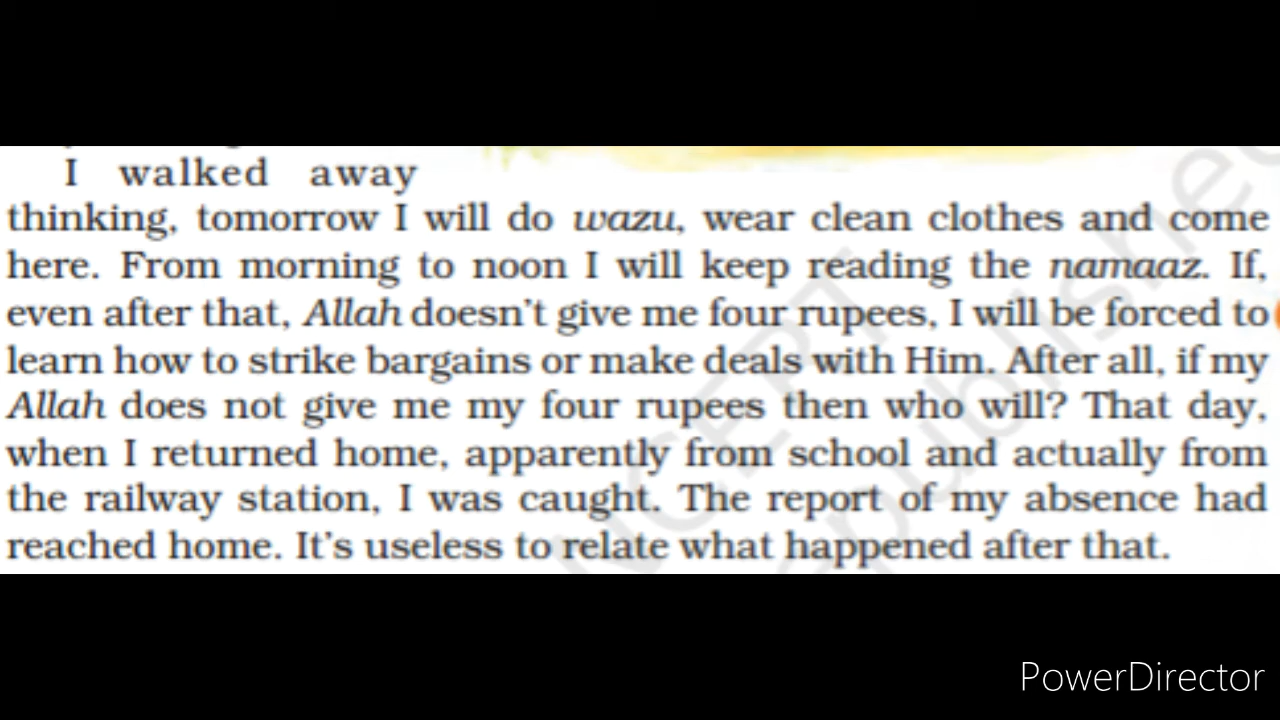 I walked away
thinking, tomorrow I will do wazu, wear clean clothes and come
here. From morning to noon I will keep reading the namaaz. If,
even after that, Allah doesn't give me four rupees, I will be forced to
learn how to strike bargains or make deals with Him. After all, if my
Allah does not give me my four rupees then who will? That day,
when I returned home, apparently from school and actually from
the railway station, I was caught. The report of my absence had
reached home. It's useless to relate what happened after that.
NCERT
republished
PowerDirector